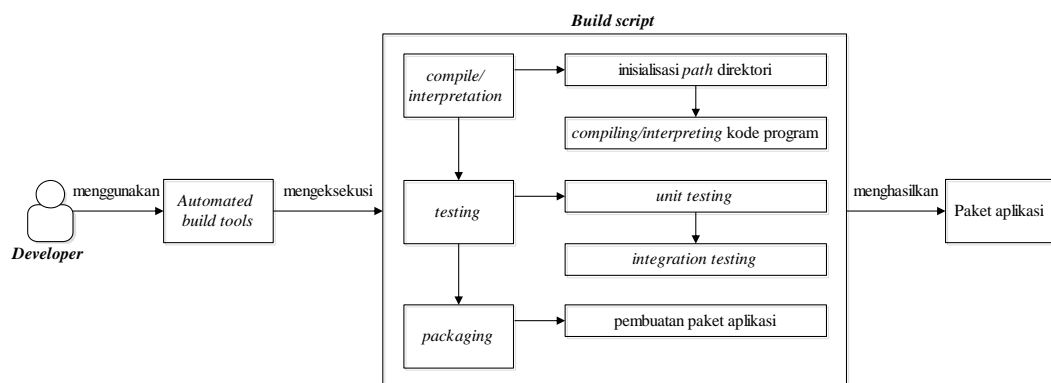 Build script
compile/
interpretation
inisialisasi path direktori
compiling/interpreting kode program
menggunakan
Automated
build tools
mengeksekusi
testing
unit testing
integration testing
menghasilkan
Paket aplikasi
Developer
packaging
pembuatan paket aplikasi